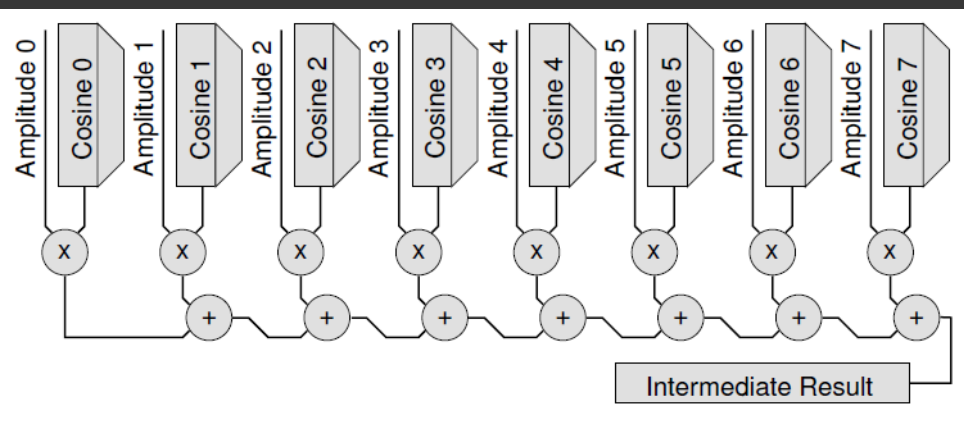 Amplitude 0
Cosine 0
Amplitude 1
Cosine 1
Amplitude 2
Cosine 2
Amplitude 3
Cosine 3
Amplitude 4
Cosine 4
Amplitude 5
Cosine 5
Amplitude 6
Cosine 6
Amplitude 7
Cosine 7
x x x x x x x x
+ + + + + + +
Intermediate Result